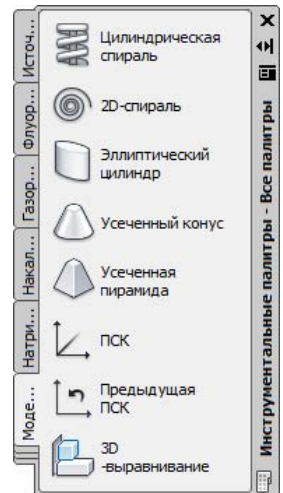 Источ...
Флуор...
Газор...
Накал...
Натри...
Моде...
Цилиндрическая
спираль
2D-спираль
Эллиптический
цилиндр
Усеченный конус
Усеченная
пирамида
ПСК
Предыдущая
ПСК
3D
-выравнивание
Инструментальные палитры - Все палитры